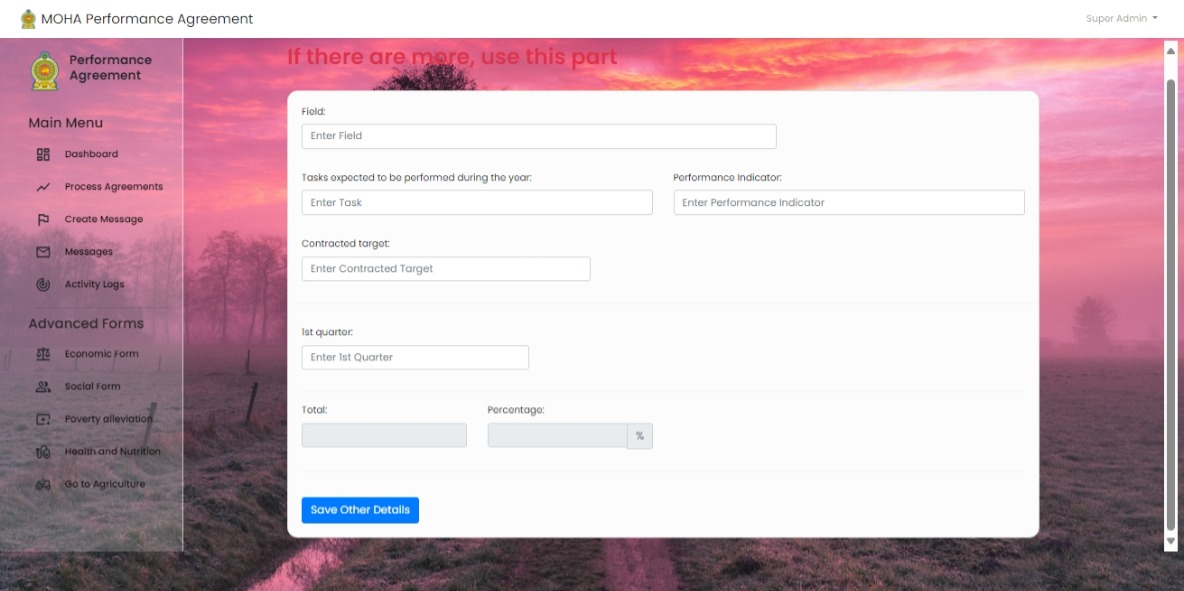 MOHA Performance Agreement
Super Admin
Performance
Agreement
Main Menu
Dashboard
Process Agreements
Create Message
Messages
Activity Logs
Advanced Forms
Economic Form
Social Form
Poverty alleviation
Health and Nutrition
Go to Agriculture
If there are more, use this part
Field:
Enter Field
Tasks expected to be performed during the year:
Performance Indicator:
Enter Task
Enter Performance Indicator
Contracted target:
Enter Contracted Target
1st quarter:
Enter 1st Quarter
Total:
Percentage:
%
Save Other Details